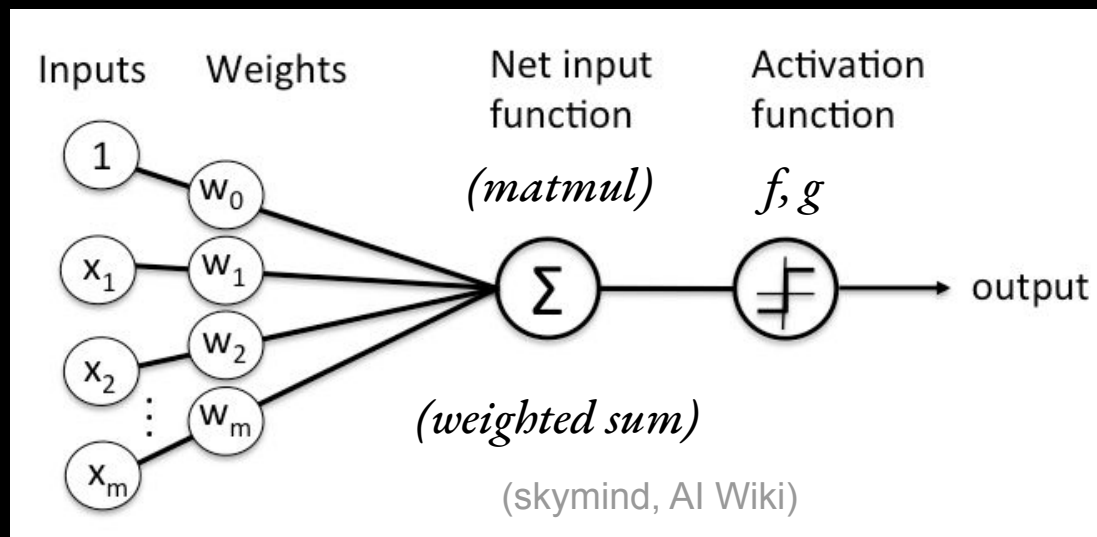 Inputs
Weights
Net input
function
Activation
function
(matmul)
f, g
1
w0
x1
w1
x2
w2
⋮
xm
wm
Σ
output
(weighted sum)
(skymind, AI Wiki)